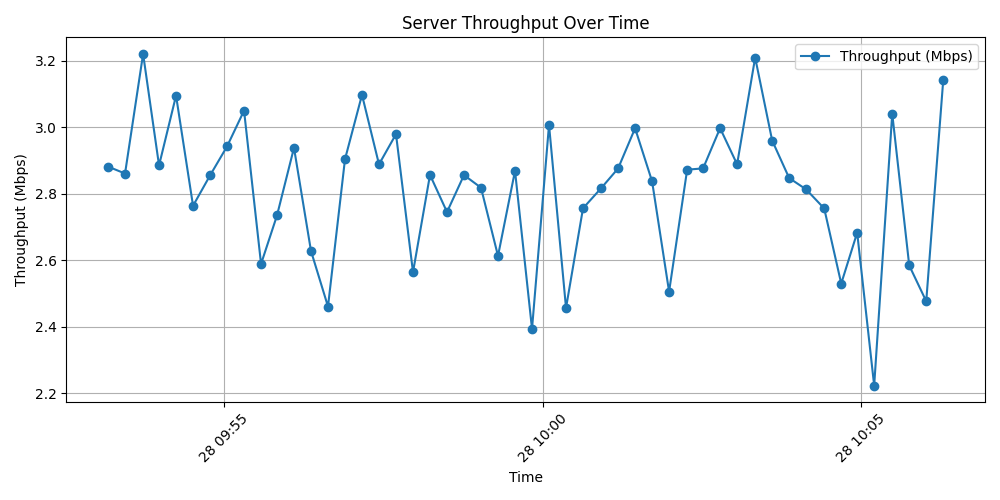 Server Throughput Over Time
Throughput (Mbps)
Throughput (Mbps)
3.2
3.0
2.8
2.6
2.4
2.2
28 09:55
28 10:00
28 10:05
Time